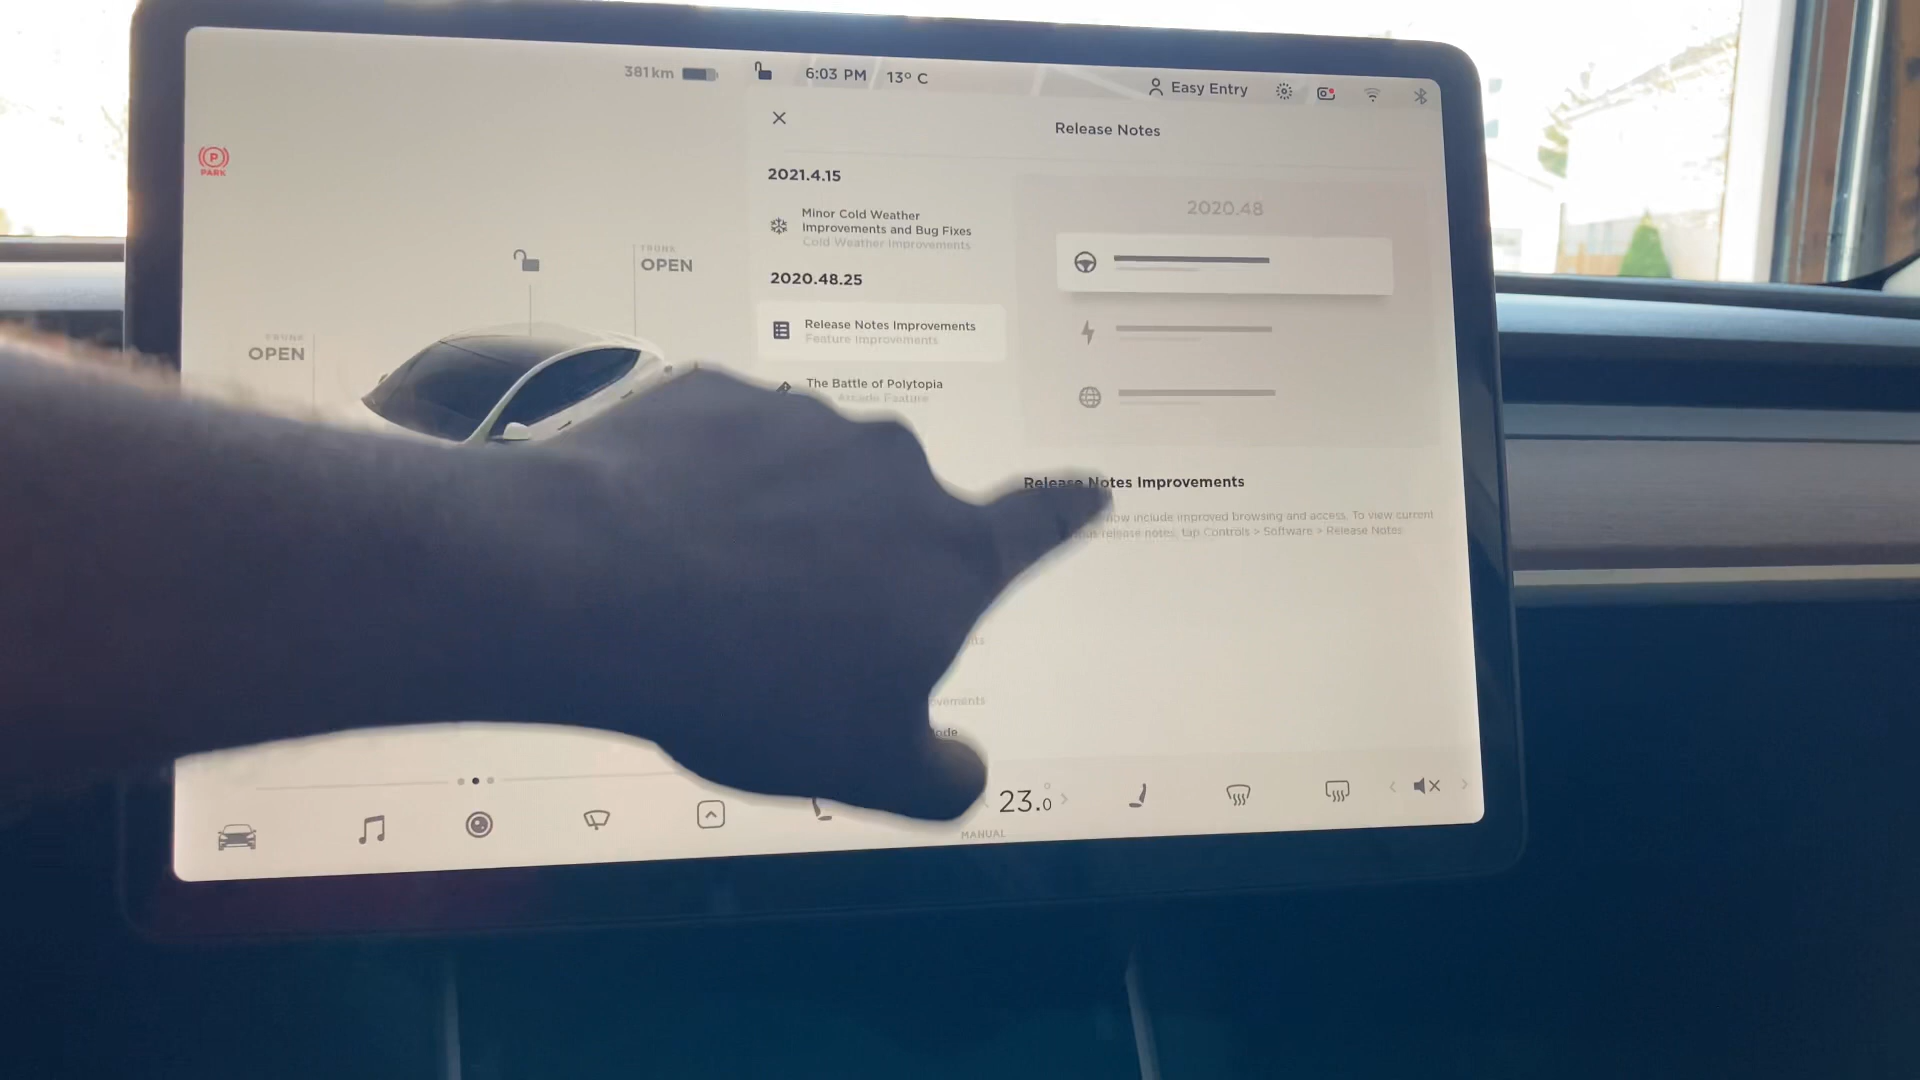 381km
6:03 PM
13° C
Easy Entry
P
PARK
Release Notes
2021.4.15
Minor Cold Weather
Improvements and Bug Fixes
Cold Weather Improvements
2020.48.25
Release Notes Improvements
Feature Improvements
The Battle of Polytopia
Arcade Feature
2020.48
TRUNK
OPEN
OPEN
Release Notes Improvements
now include improved browsing and access. To view current
release notes, tap Controls > Software > Release Notes.
23.0
MANUAL